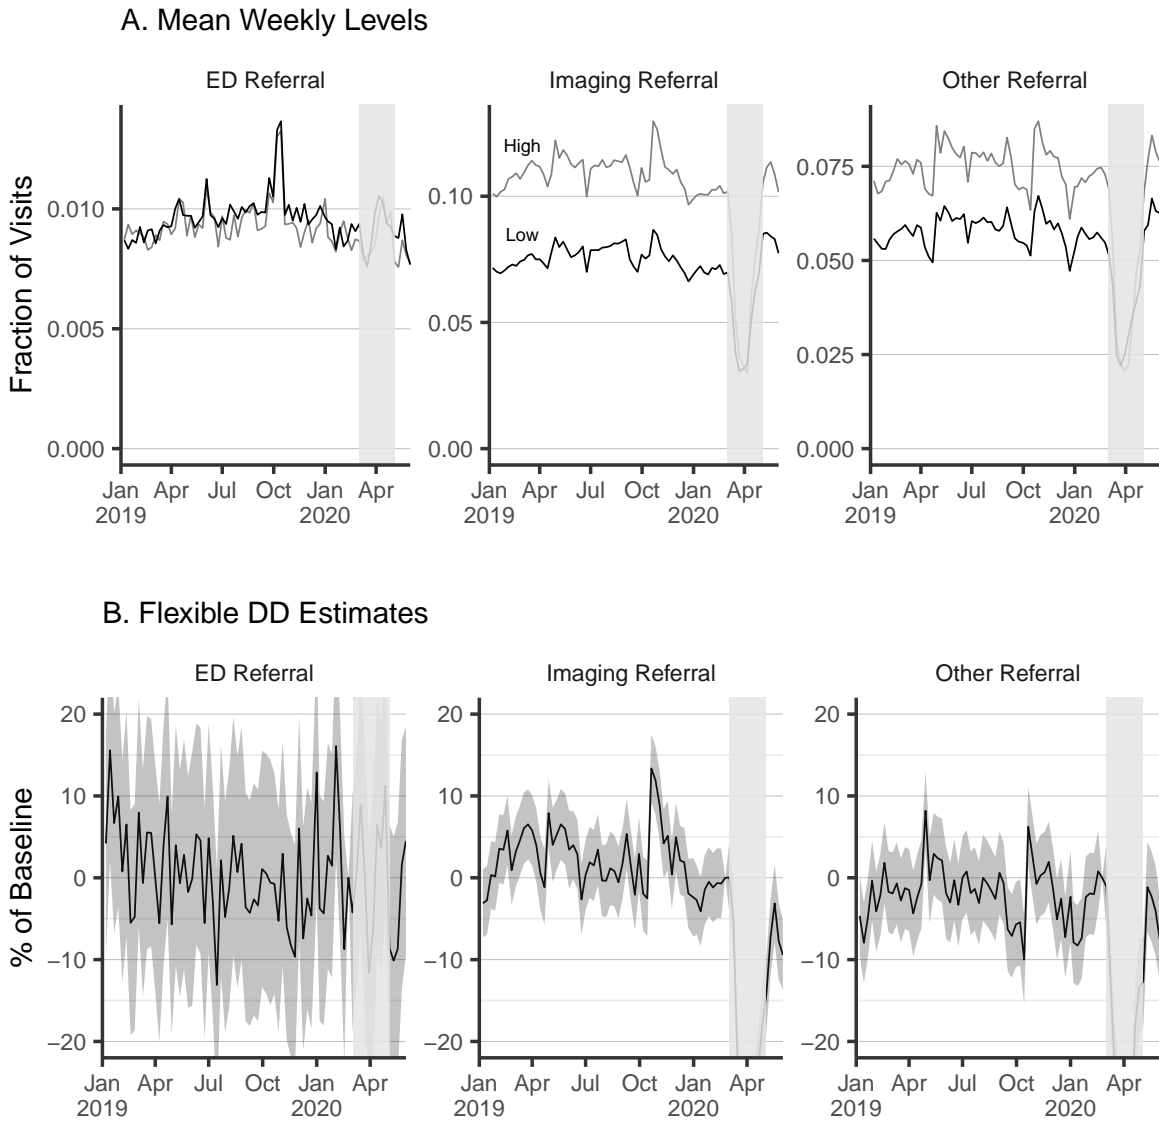 A. Mean Weekly Levels
ED Referral
Imaging Referral
Other Referral
Fraction of Visits
0.010
0.005
0.000
High
Low
0.10
0.05
0.00
0.075
0.050
0.025
0.000
Jan Apr Jul Oct Jan Apr
2019 2020
Jan Apr Jul Oct Jan Apr
2019 2020
Jan Apr Jul Oct Jan Apr
2019 2020
B. Flexible DD Estimates
ED Referral
Imaging Referral
Other Referral
% of Baseline
20
10
0
−10
−20
20
10
0
−10
−20
20
10
0
−10
−20
Jan Apr Jul Oct Jan Apr
2019 2020
Jan Apr Jul Oct Jan Apr
2019 2020
Jan Apr Jul Oct Jan Apr
2019 2020